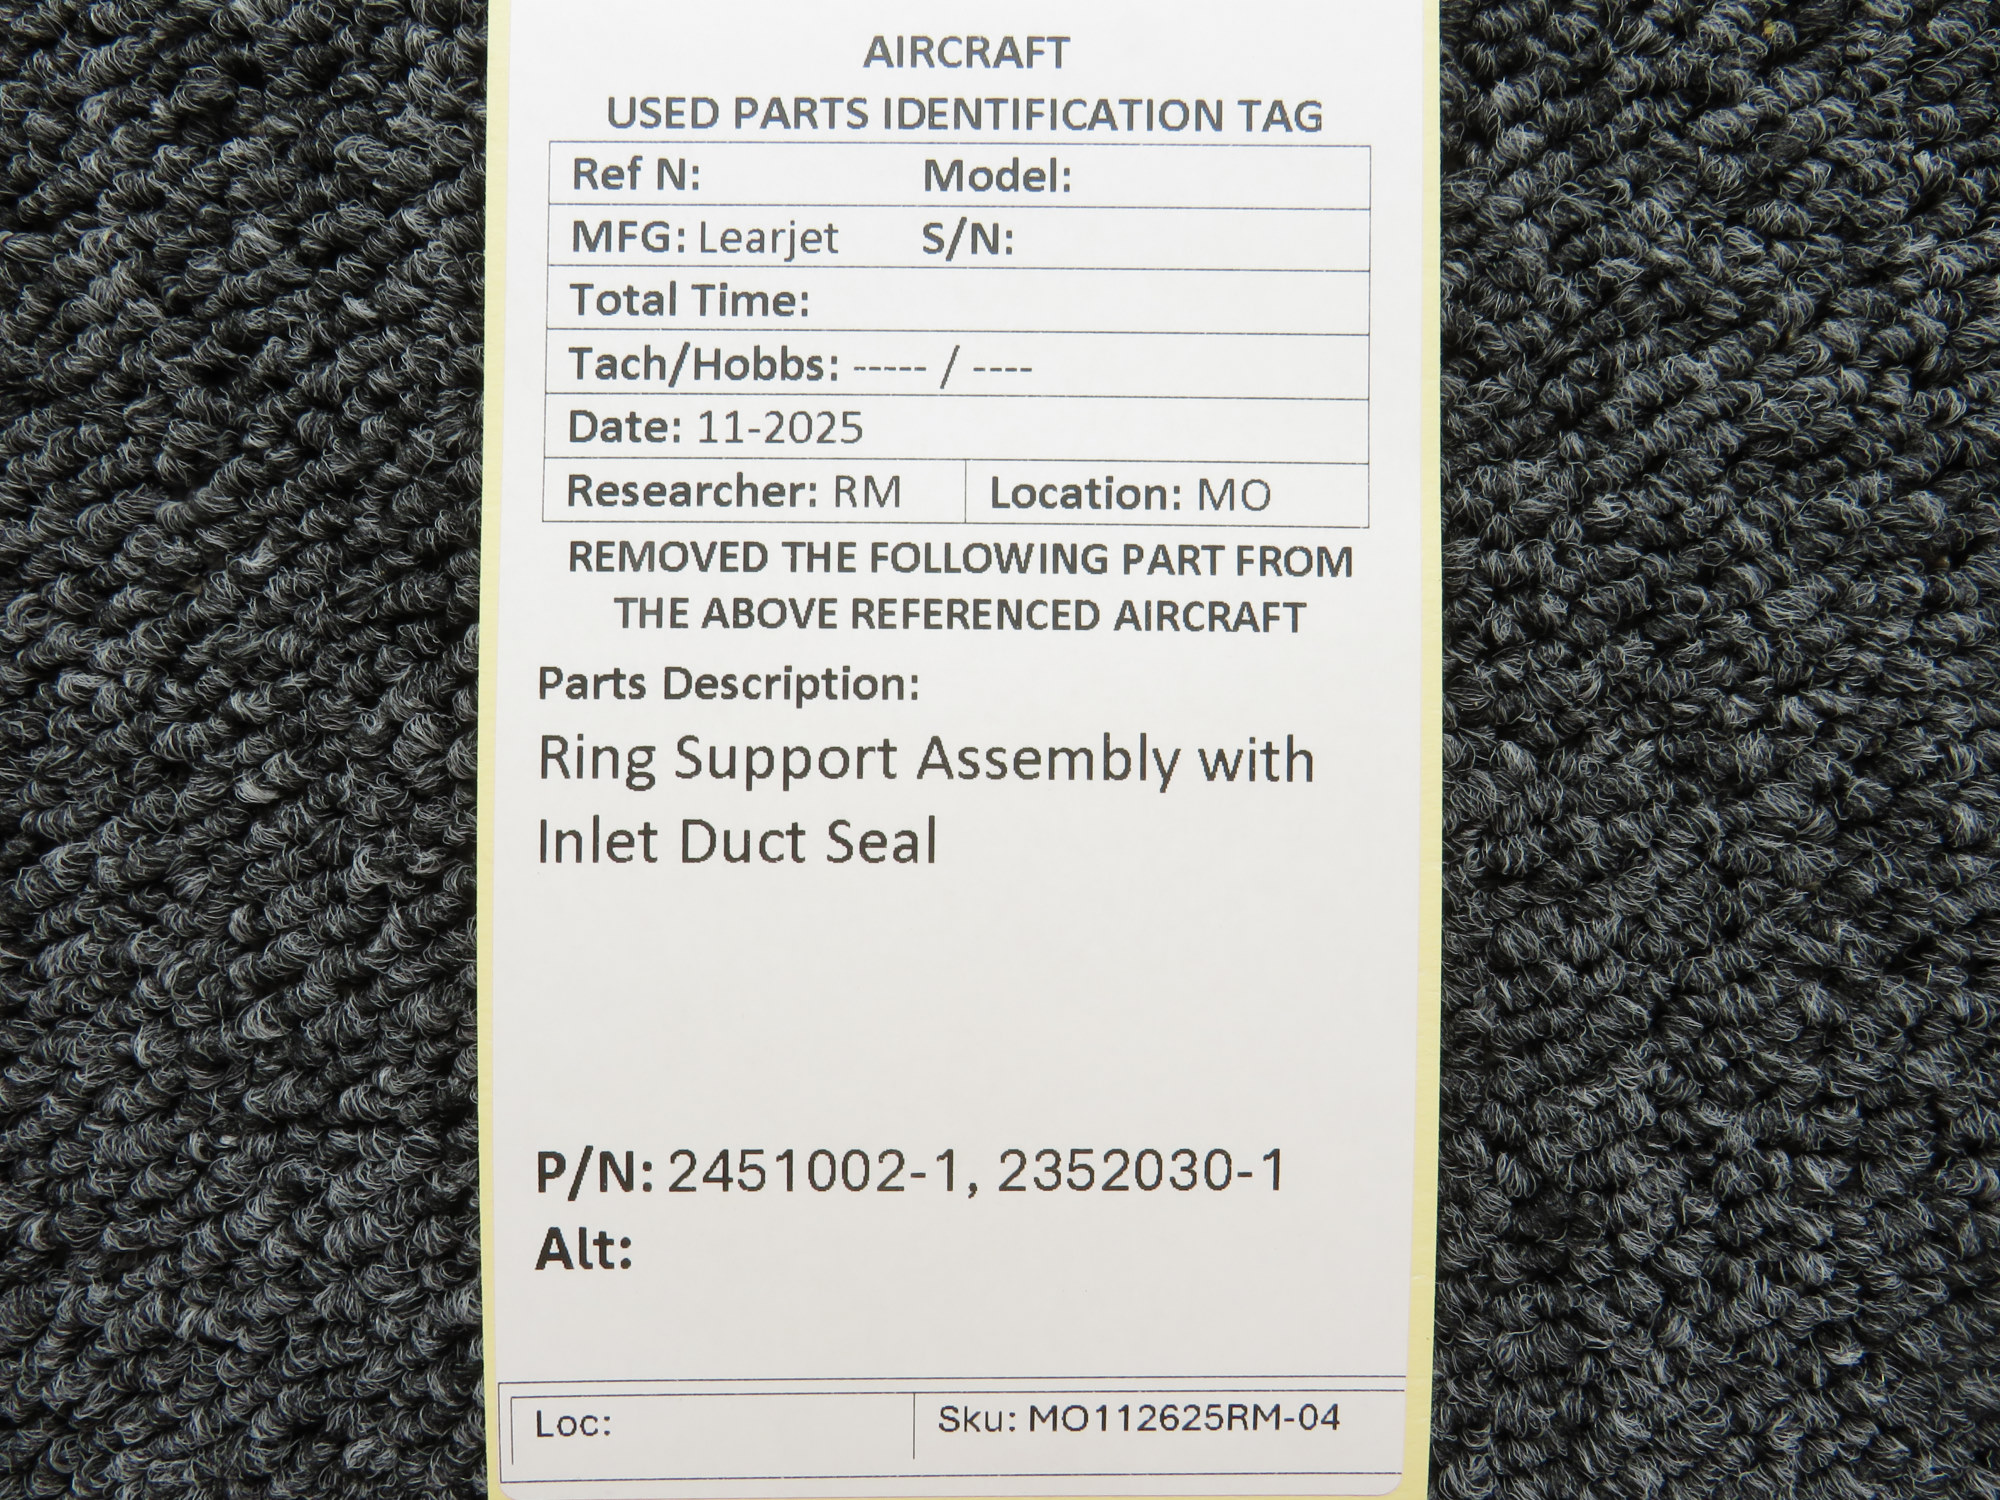 AIRCRAFT
USED PARTS IDENTIFICATION TAG
Ref N: Model:
MFG: Learjet S/N:
Total Time:
Tach/Hobbs: ----- / ----
Date: 11-2025
Researcher: RM Location: MO
REMOVED THE FOLLOWING PART FROM
THE ABOVE REFERENCED AIRCRAFT
Parts Description:
Ring Support Assembly with
Inlet Duct Seal
P/N: 2451002-1, 2352030-1
Alt:
Loc: Sku: MO112625RM-04